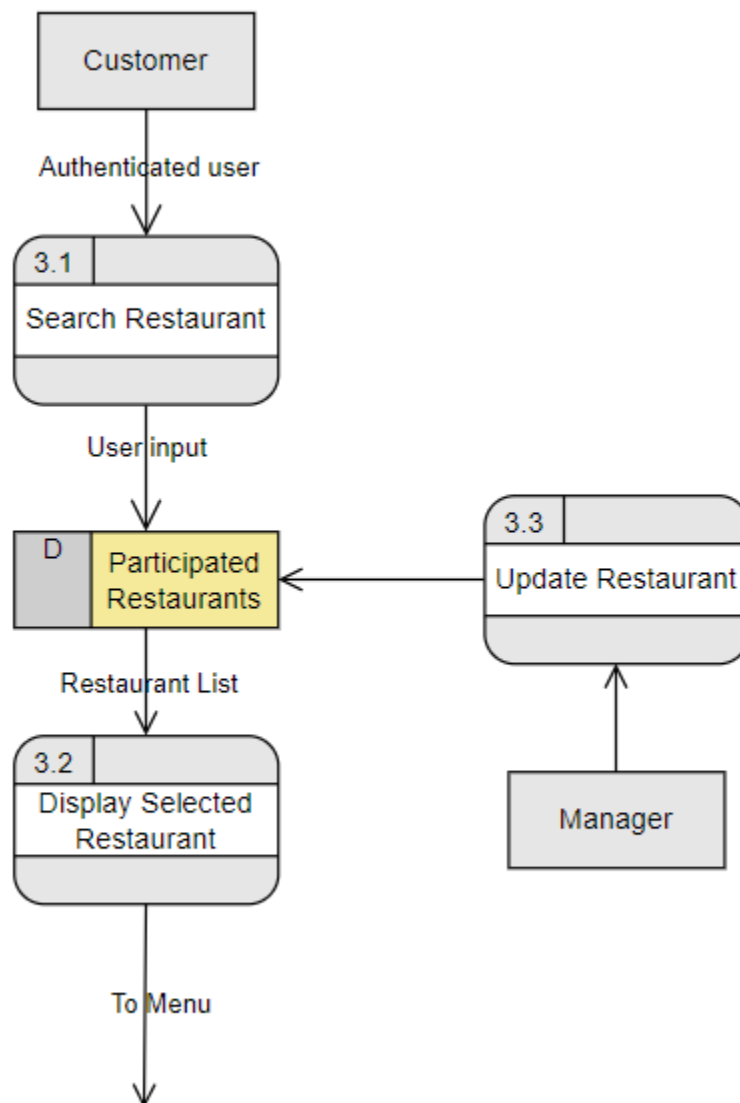 Customer
Authenticated user
3.1
Search Restaurant
User input
D
Participated
Restaurants
3.3
Update Restaurant
Restaurant List
3.2
Display Selected
Restaurant
Manager
To Menu